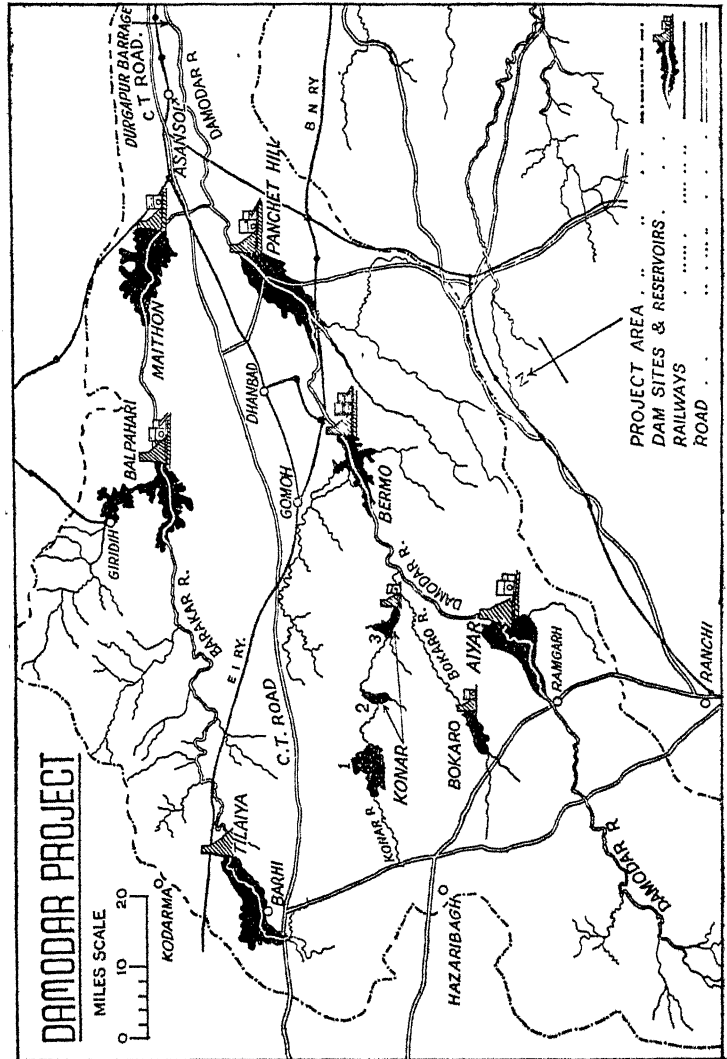 DAMODAR PROJECT
MILES SCALE
0 10 20
KODARMA
TILAIYA
BARHI
HAZARIBAGH
E I RY.
C.T. ROAD
BARAKAR R.
GIRIDIH
BALPAHARI
MAITHON
DURGAPUR BARRAGE
C T ROAD.
ASANSOL
DAMODAR R
PANCHET HILL
B N RY
DHANBAD
GOMOH
BERMO
KONAR R
1
2
3
KONAR
BOKARO R.
BOKARO
DAMODAR R.
AIYAR
RAMGARH
RANCHI
DAMODAR R
N
PROJECT AREA
DAM SITES & RESERVOIRS.
RAILWAYS
ROAD